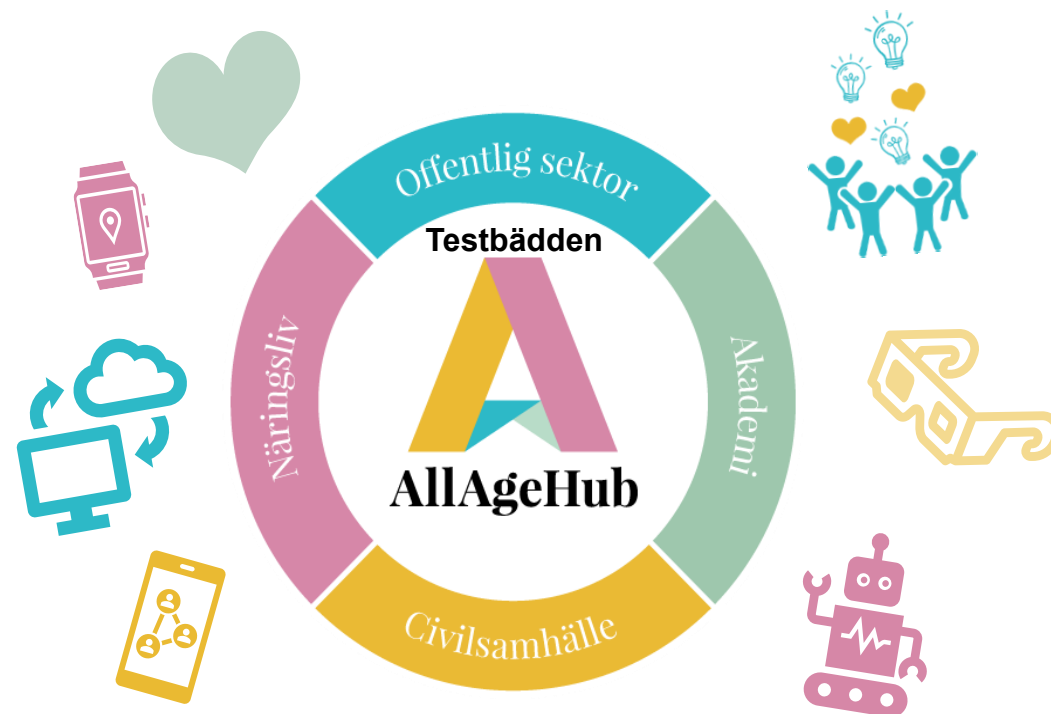 Offentlig sektor
Testbädden
Näringsliv
Akademi
AllAgeHub
Civilsamhälle